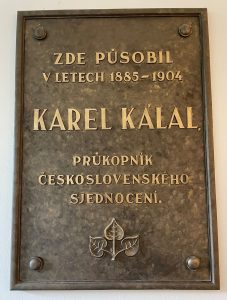 ZDE PŮSOBIL
V LETECH 1885-1904
KAREL KÁLAL,
PRŮKOPNÍK
ČESKOSLOVENSKÉHO
SJEDNOCENÍ.